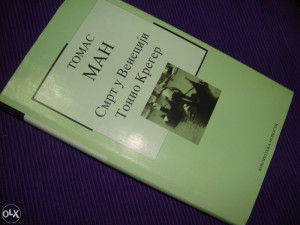 ТОМАС
МАН
Смрт у Венецији
Тонио Крегер
OLX